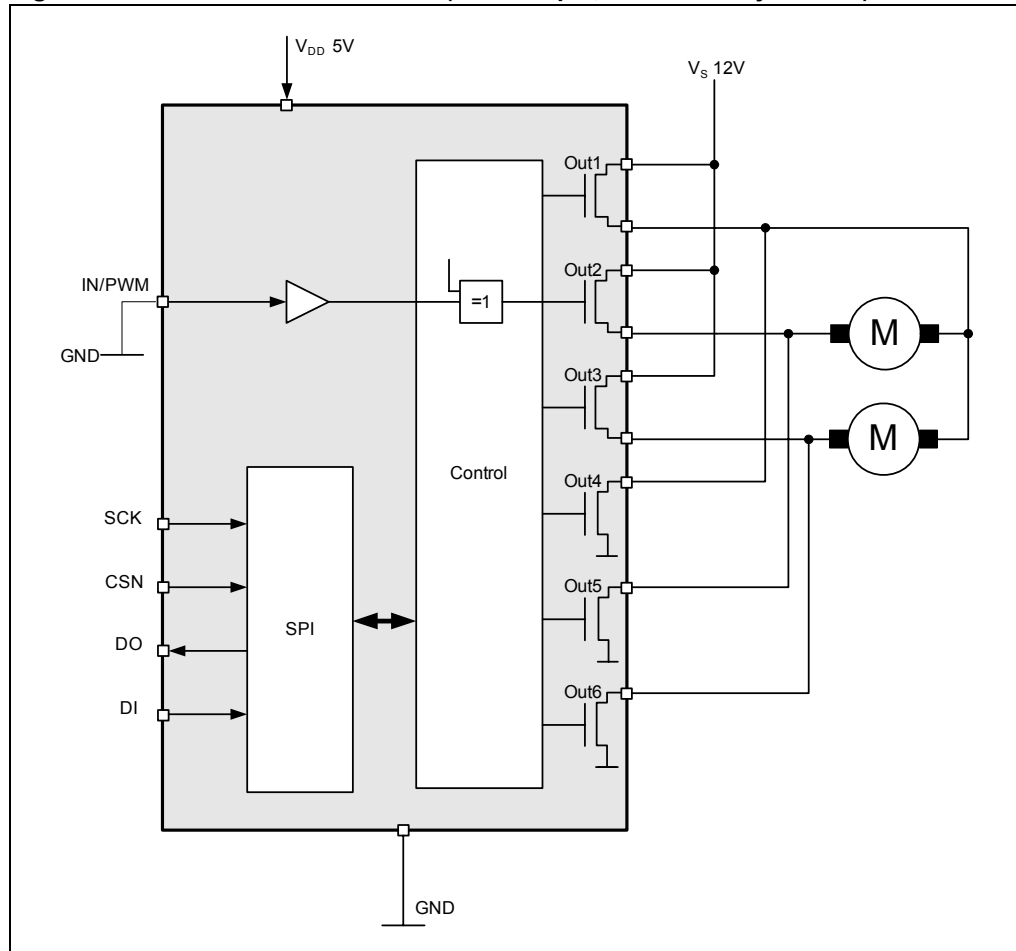 V_DD 5V
V_S 12V
Out1
IN/PWM
Out2
=1
M
GND
Out3
M
Control
Out4
SCK
CSN
Out5
SPI
DO
Out6
DI
GND